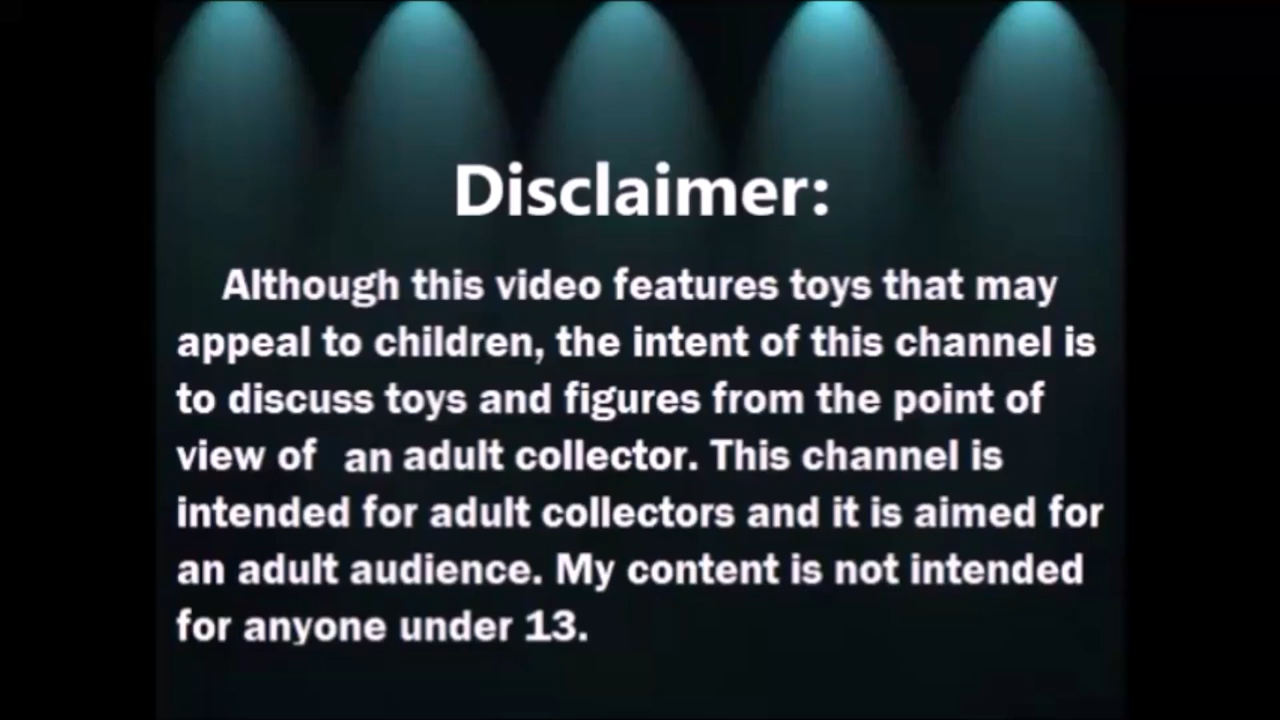 Disclaimer:
Although this video features toys that may
appeal to children, the intent of this channel is
to discuss toys and figures from the point of
view of an adult collector. This channel is
intended for adult collectors and it is aimed for
an adult audience. My content is not intended
for anyone under 13.